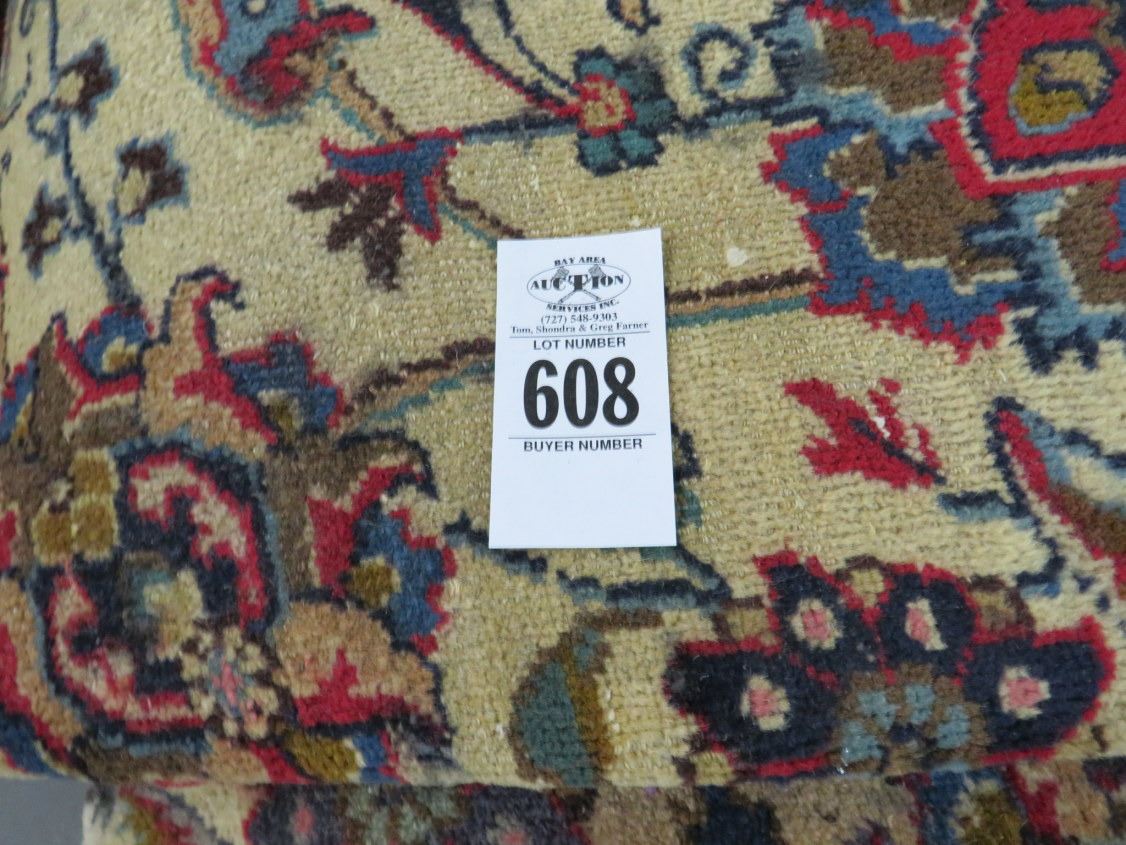 BAY AREA
AUCTION
SERVICES INC.
(727) 548-9303
Tom, Shondra & Greg Farner
LOT NUMBER
608
BUYER NUMBER